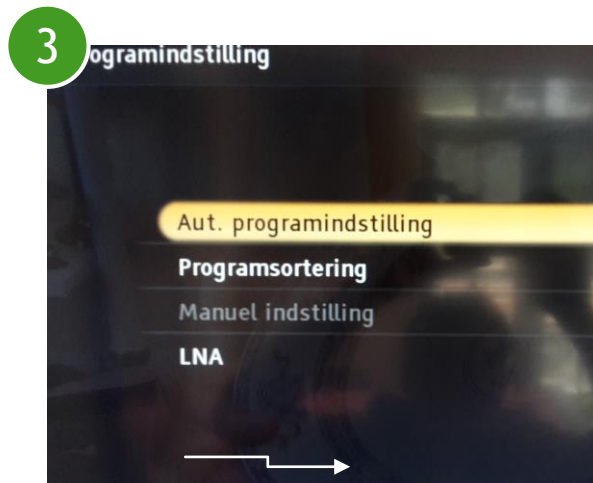 3
ogramindstilling
Aut. programindstilling
Programsortering
Manuel indstilling
LNA